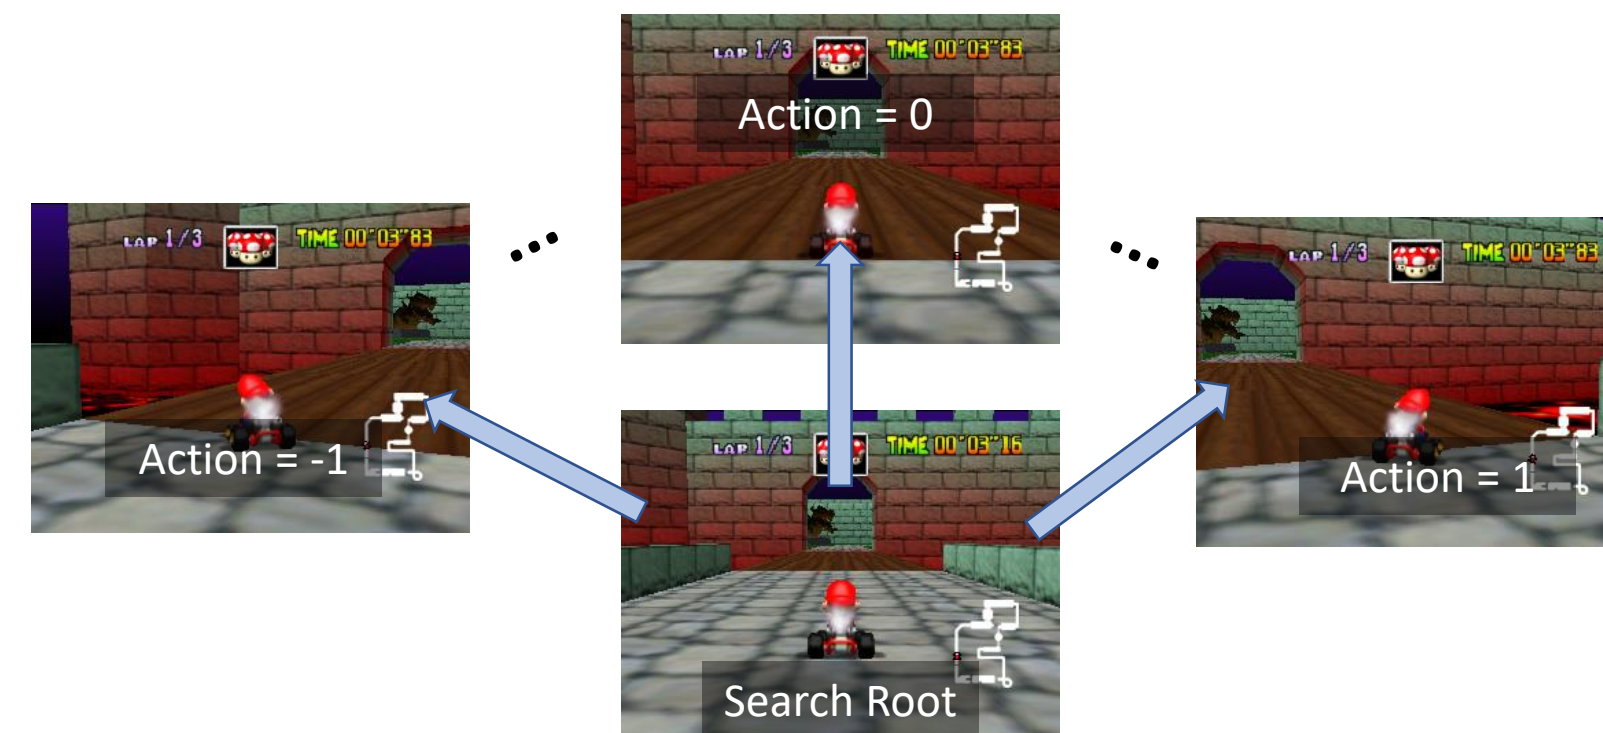 LAP 1/3 TIME 00"03"83
Action = 0
LAP 1/3 TIME 00"03"83
Action = -1
LAP 1/3 TIME 00"03"83
Action = 1
LAP 1/3 TIME 00"03"16
Search Root